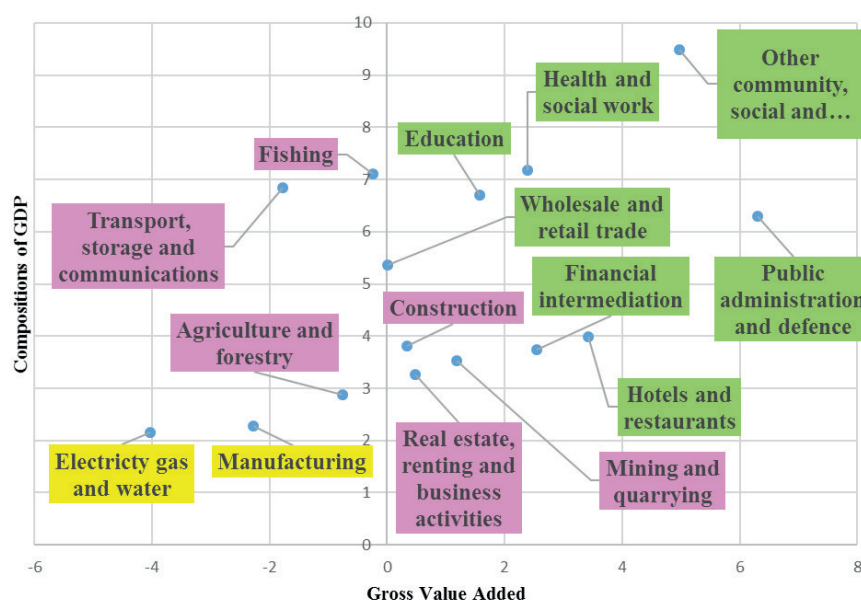 10
9
8
7
6
5
4
3
2
1
0
-6
-4
-2
0
2
4
6
8
Compositions of GDP
Gross Value Added
Other
community,
social and…
Health and
social work
Education
Fishing
Transport,
storage and
communications
Wholesale and
retail trade
Financial
intermediation
Public
administration
and defence
Construction
Agriculture and
forestry
Hotels and
restaurants
Real estate,
renting and
business
activities
Mining and
quarrying
Electricty gas
and water
Manufacturing